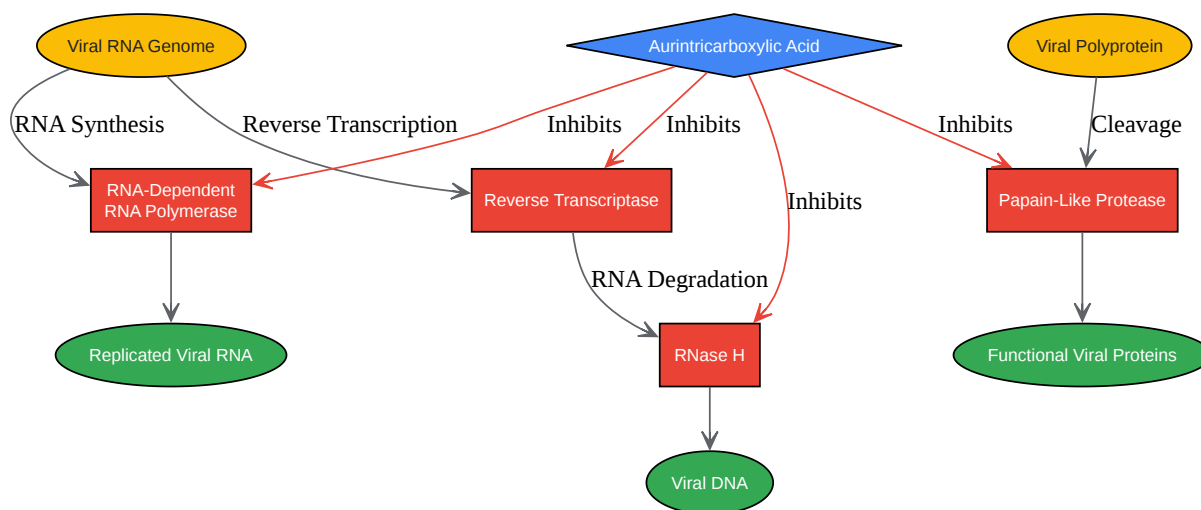 Viral RNA Genome
Aurintricarboxylic Acid
Viral Polyprotein
RNA Synthesis
Reverse Transcription
Inhibits
Inhibits
Inhibits
Cleavage
RNA-Dependent
RNA Polymerase
Reverse Transcriptase
Inhibits
Papain-Like Protease
RNA Degradation
Replicated Viral RNA
RNase H
Functional Viral Proteins
Viral DNA